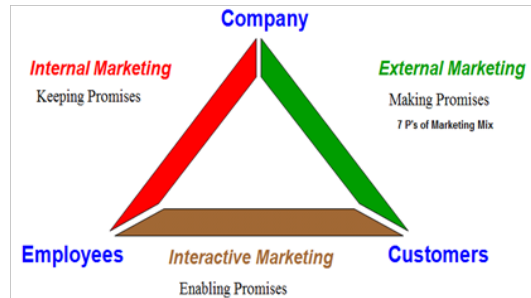 Company
Internal Marketing
Keeping Promises
External Marketing
Making Promises
7 P's of Marketing Mix
Employees
Interactive Marketing
Enabling Promises
Customers